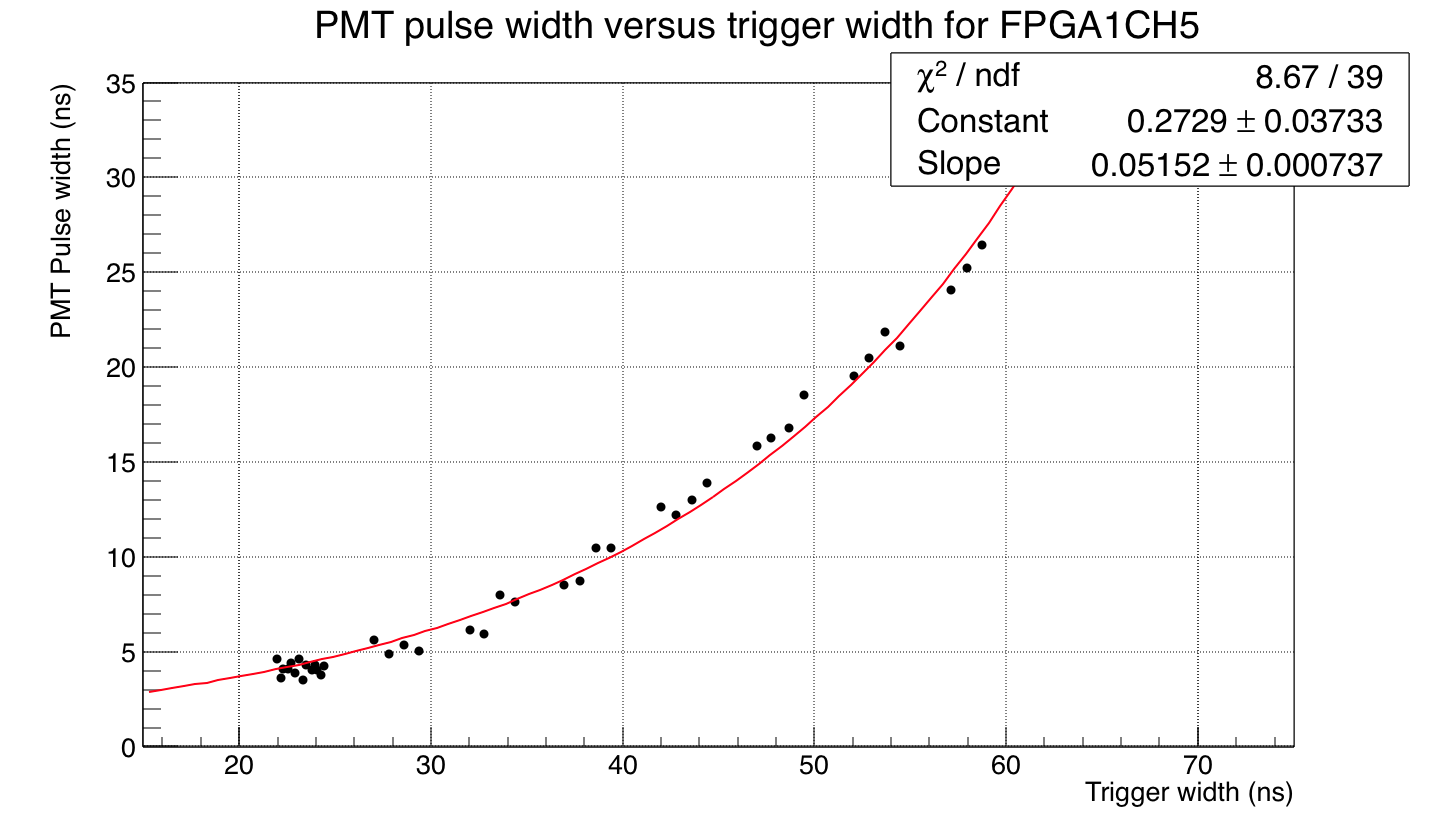 PMT pulse width versus trigger width for FPGA1CH5
χ² / ndf 8.67 / 39
Constant 0.2729 ± 0.03733
Slope 0.05152 ± 0.000737
PMT Pulse width (ns)
35
30
25
20
15
10
5
0
20 30 40 50 60 70
Trigger width (ns)